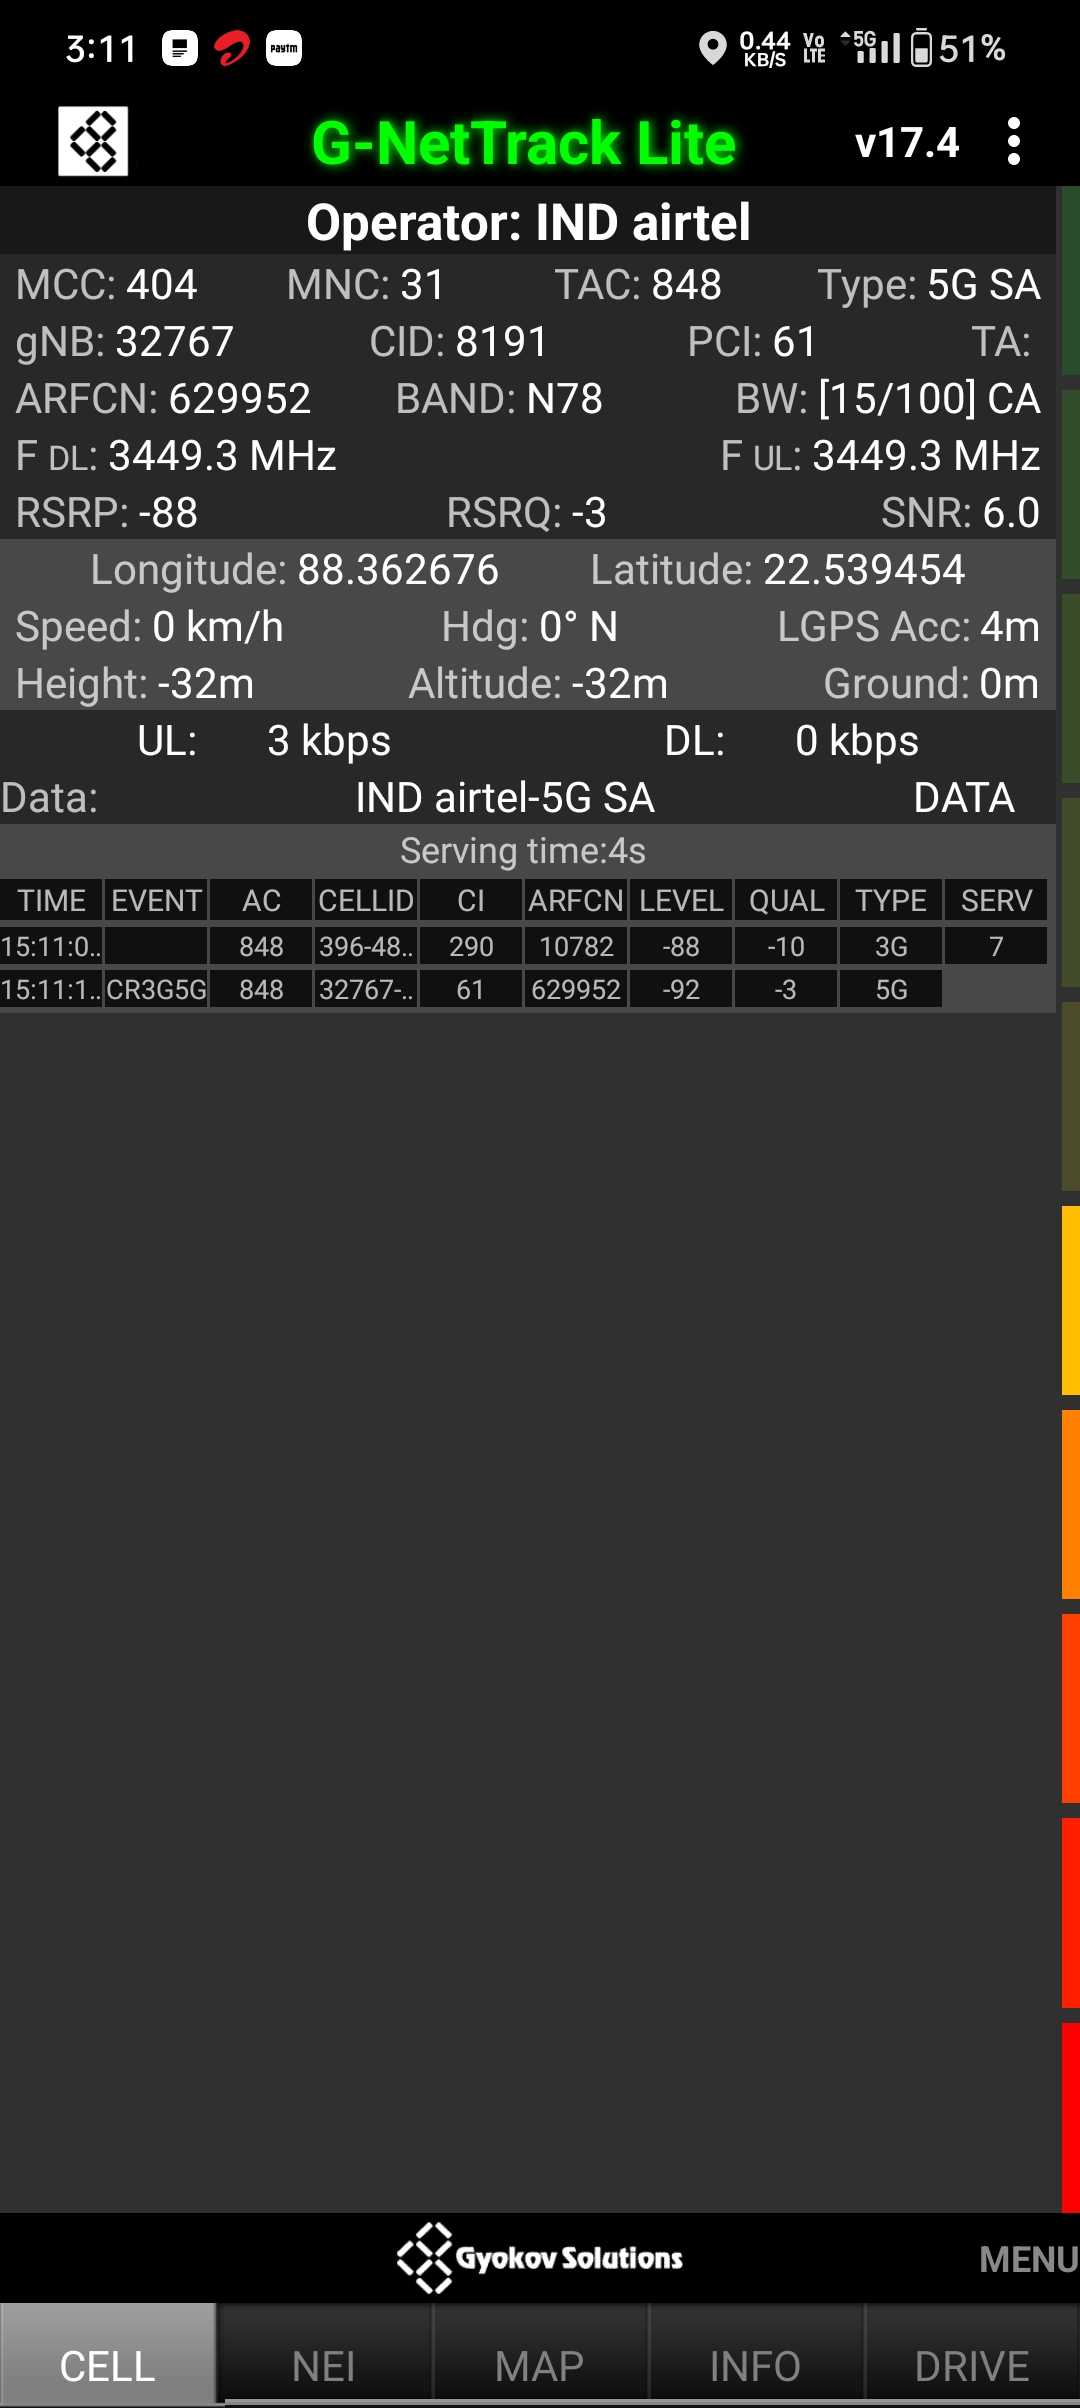 3:11 paytm 0.44 KB/S Vo LTE 5G 51%
G-NetTrack Lite v17.4
Operator: IND airtel
MCC: 404 MNC: 31 TAC: 848 Type: 5G SA
gNB: 32767 CID: 8191 PCI: 61 TA:
ARFCN: 629952 BAND: N78 BW: [15/100] CA
F DL: 3449.3 MHz F UL: 3449.3 MHz
RSRP: -88 RSRQ: -3 SNR: 6.0
Longitude: 88.362676 Latitude: 22.539454
Speed: 0 km/h Hdg: 0° N LGPS Acc: 4m
Height: -32m Altitude: -32m Ground: 0m
UL: 3 kbps DL: 0 kbps
Data: IND airtel-5G SA DATA
Serving time:4s
TIME EVENT AC CELLID CI ARFCN LEVEL QUAL TYPE SERV
15:11:0.. 848 396-48.. 290 10782 -88 -10 3G 7
15:11:1.. CR3G5G 848 32767-.. 61 629952 -92 -3 5G
Gyokov Solutions MENU
CELL NEI MAP INFO DRIVE